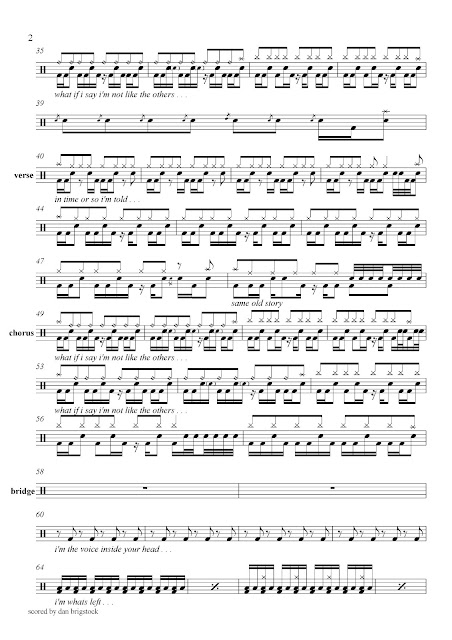 2
35
what if i say i'm not like the others . . .
39
40
verse
in time or so i'm told . . .
44
47
same old story
49
chorus
what if i say i'm not like the others . . .
53
what if i say i'm not like the others . . .
56
58
bridge
60
i'm the voice inside your head . . .
64
i'm whats left . . .
scored by dan brigstock